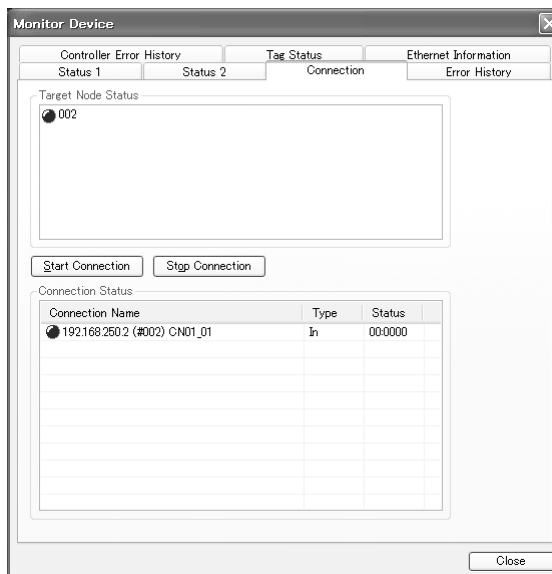 Monitor Device
Controller Error History Tag Status Ethernet Information
Status 1 Status 2 Connection Error History
Target Node Status
002
Start Connection Stop Connection
Connection Status
Connection Name Type Status
192.168.250.2 (#002) CN01_01 In 00:0000
Close